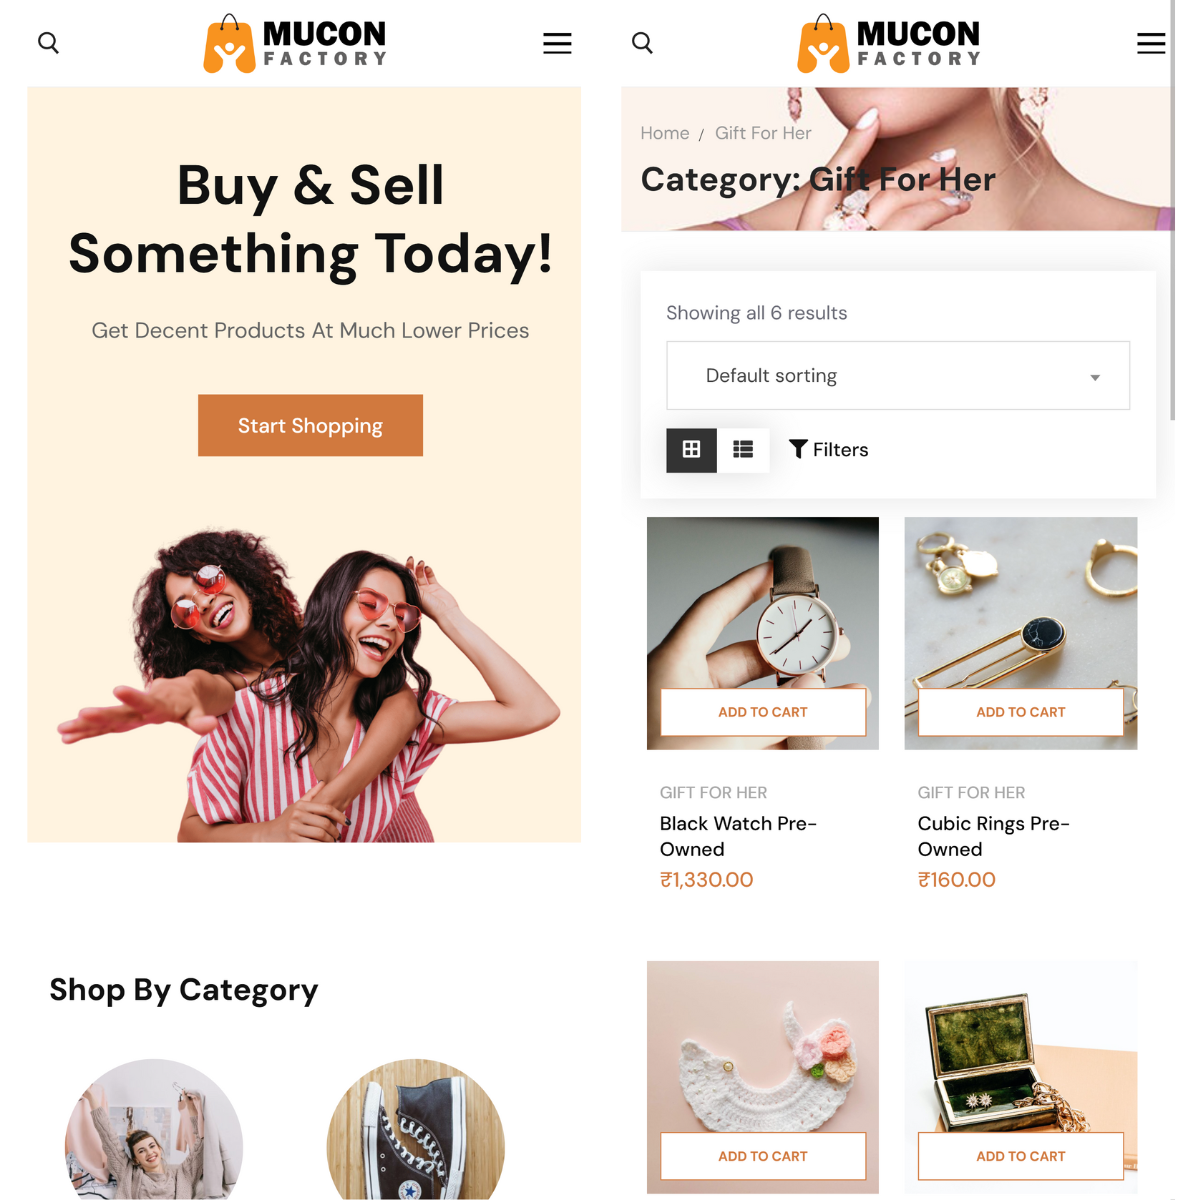 MUCON
FACTORY
Buy & Sell
Something Today!
Get Decent Products At Much Lower Prices
Start Shopping
Shop By Category
MUCON
FACTORY
Home / Gift For Her
Category: Gift For Her
Showing all 6 results
Default sorting
Filters
ADD TO CART
ADD TO CART
GIFT FOR HER
Black Watch Pre-
Owned
₹1,330.00
GIFT FOR HER
Cubic Rings Pre-
Owned
₹160.00
ADD TO CART
ADD TO CART